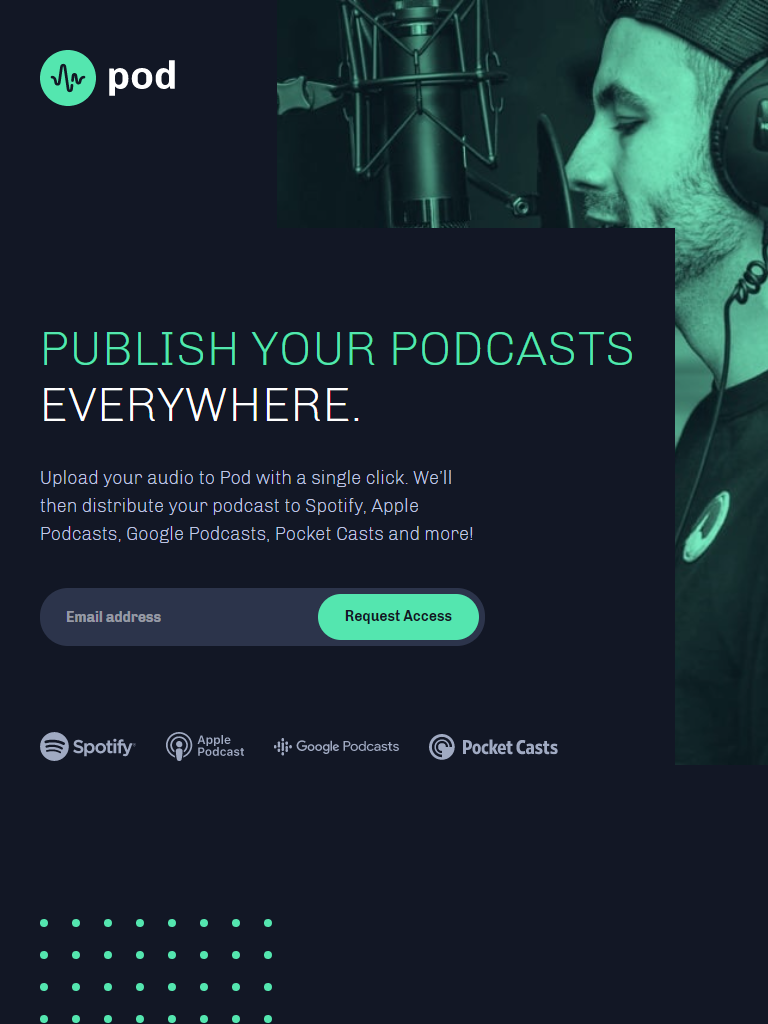 pod
PUBLISH YOUR PODCASTS
EVERYWHERE.
Upload your audio to Pod with a single click. We’ll
then distribute your podcast to Spotify, Apple
Podcasts, Google Podcasts, Pocket Casts and more!
Email address
Request Access
Spotify
Apple
Podcast
Google Podcasts
Pocket Casts